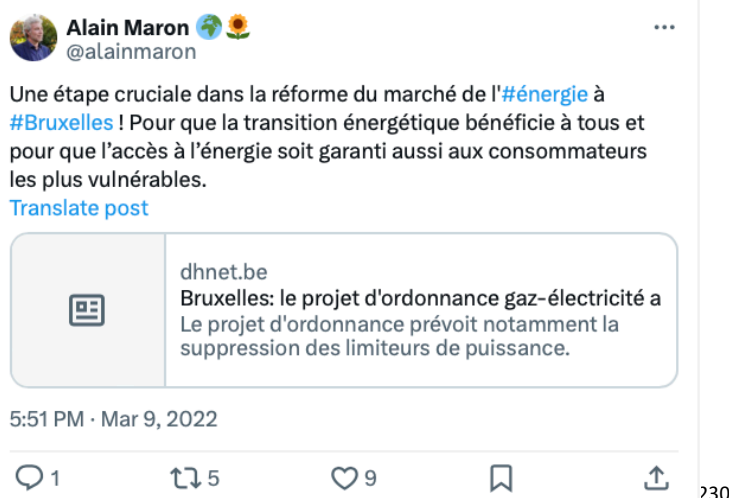 Alain Maron 🌍🌻
@alainmaron
Une étape cruciale dans la réforme du marché de l'#énergie à
#Bruxelles ! Pour que la transition énergétique bénéficie à tous et
pour que l’accès à l’énergie soit garanti aussi aux consommateurs
les plus vulnérables.
Translate post
dhnet.be
Bruxelles: le projet d'ordonnance gaz-électricité a
Le projet d'ordonnance prévoit notamment la
suppression des limiteurs de puissance.
5:51 PM · Mar 9, 2022
1 5 9
230